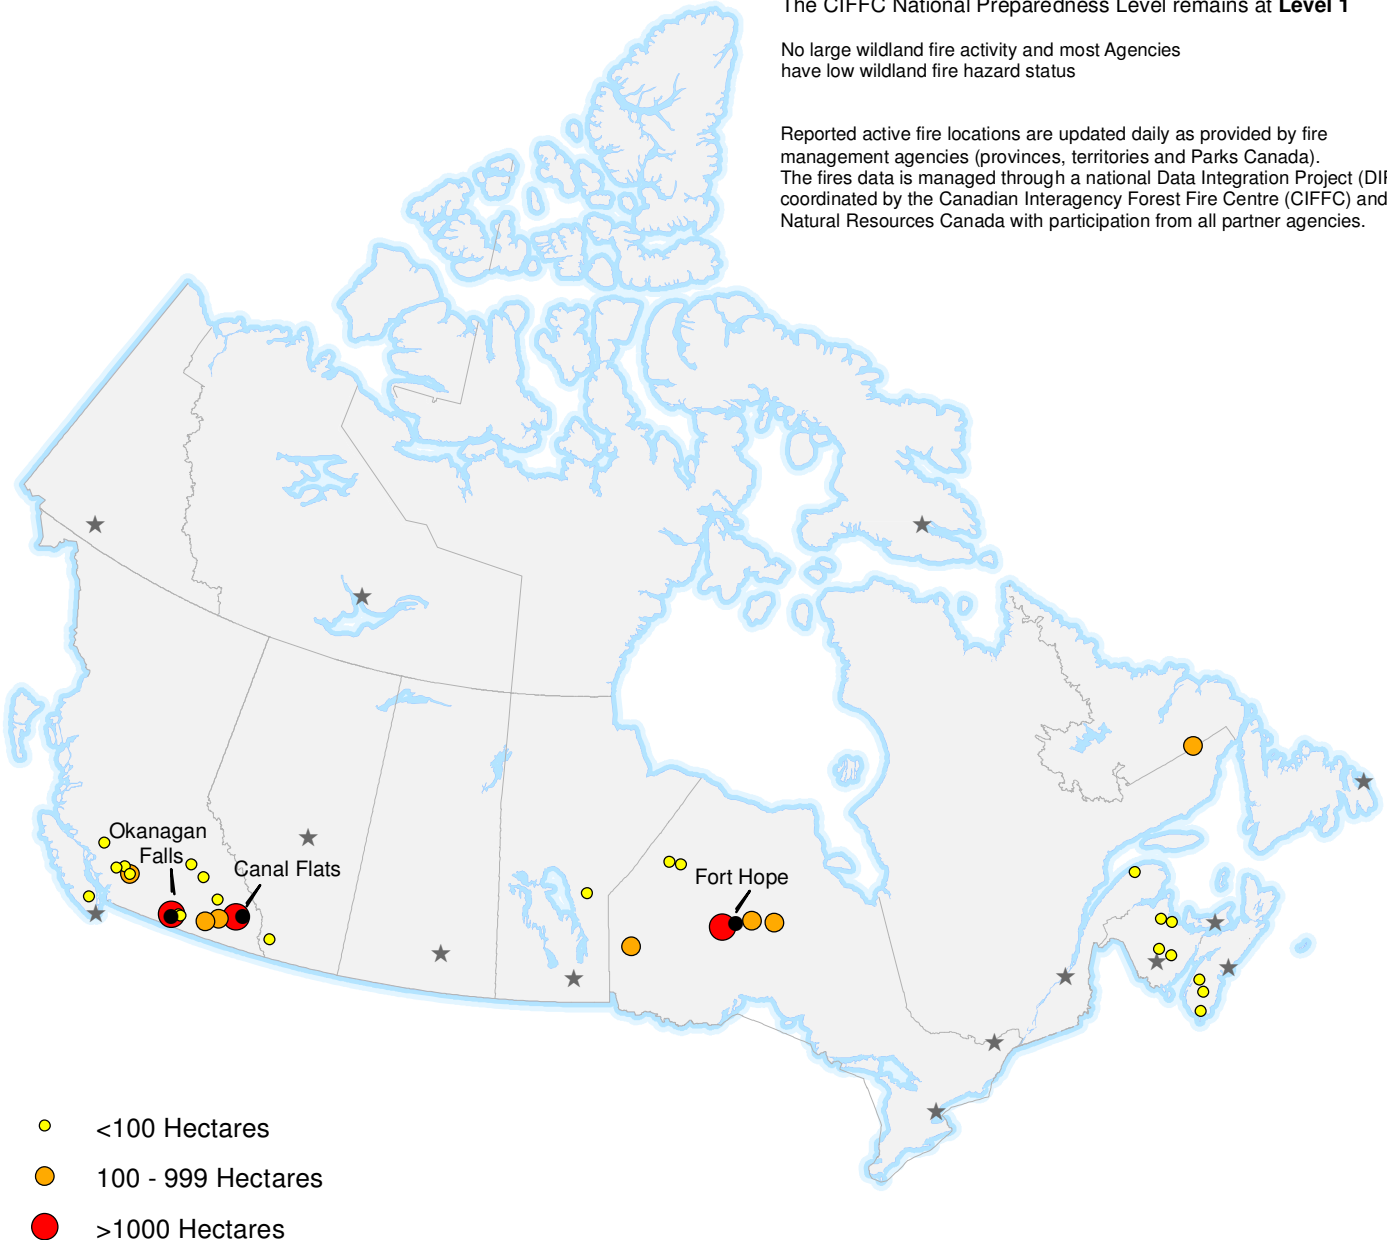 The CIFFC National Preparedness Level remains at Level 1
No large wildland fire activity and most Agencies
have low wildland fire hazard status
Reported active fire locations are updated daily as provided by fire
management agencies (provinces, territories and Parks Canada).
The fires data is managed through a national Data Integration Project (DIF
coordinated by the Canadian Interagency Forest Fire Centre (CIFFC) and
Natural Resources Canada with participation from all partner agencies.
Okanagan
Falls
Canal Flats
Fort Hope
<100 Hectares
100 - 999 Hectares
>1000 Hectares